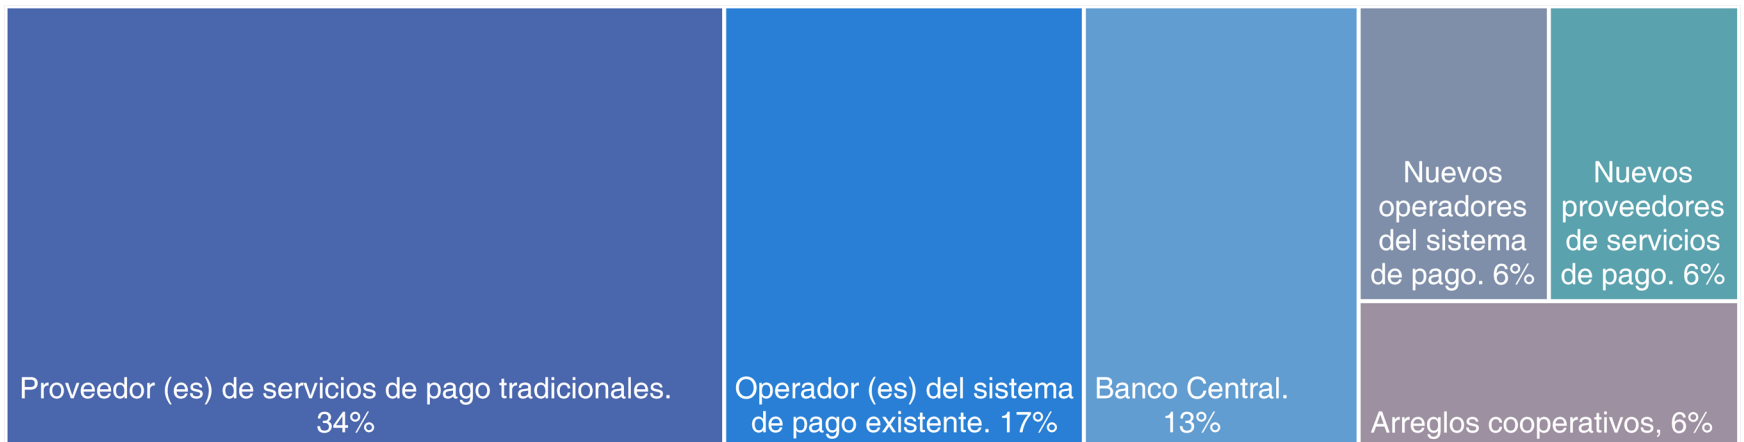 Proveedor (es) de servicios de pago tradicionales.
34%
Operador (es) del sistema
de pago existente. 17%
Banco Central.
13%
Nuevos
operadores
del sistema
de pago. 6%
Nuevos
proveedores
de servicios
de pago. 6%
Arreglos cooperativos, 6%